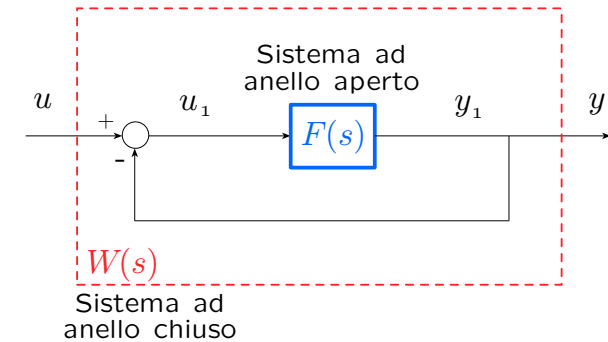 Sistema ad
anello aperto
u
u₁
y₁
y
+
F(s)
-
W(s)
Sistema ad
anello chiuso